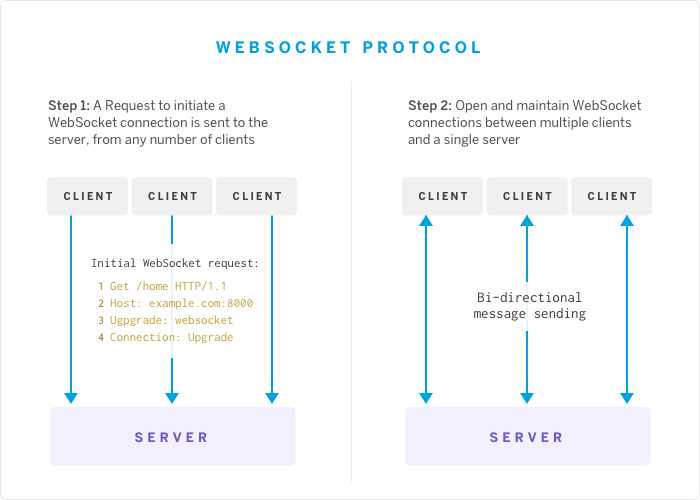 WEBSOCKET PROTOCOL
Step 1: A Request to initiate a
WebSocket connection is sent to the
server, from any number of clients
CLIENT
CLIENT
CLIENT
Initial WebSocket request:
1 Get /home HTTP/1.1
2 Host: example.com:8000
3 Ugpgrade: websocket
4 Connection: Upgrade
SERVER
Step 2: Open and maintain WebSocket
connections between multiple clients
and a single server
CLIENT
CLIENT
CLIENT
Bi-directional
message sending
SERVER